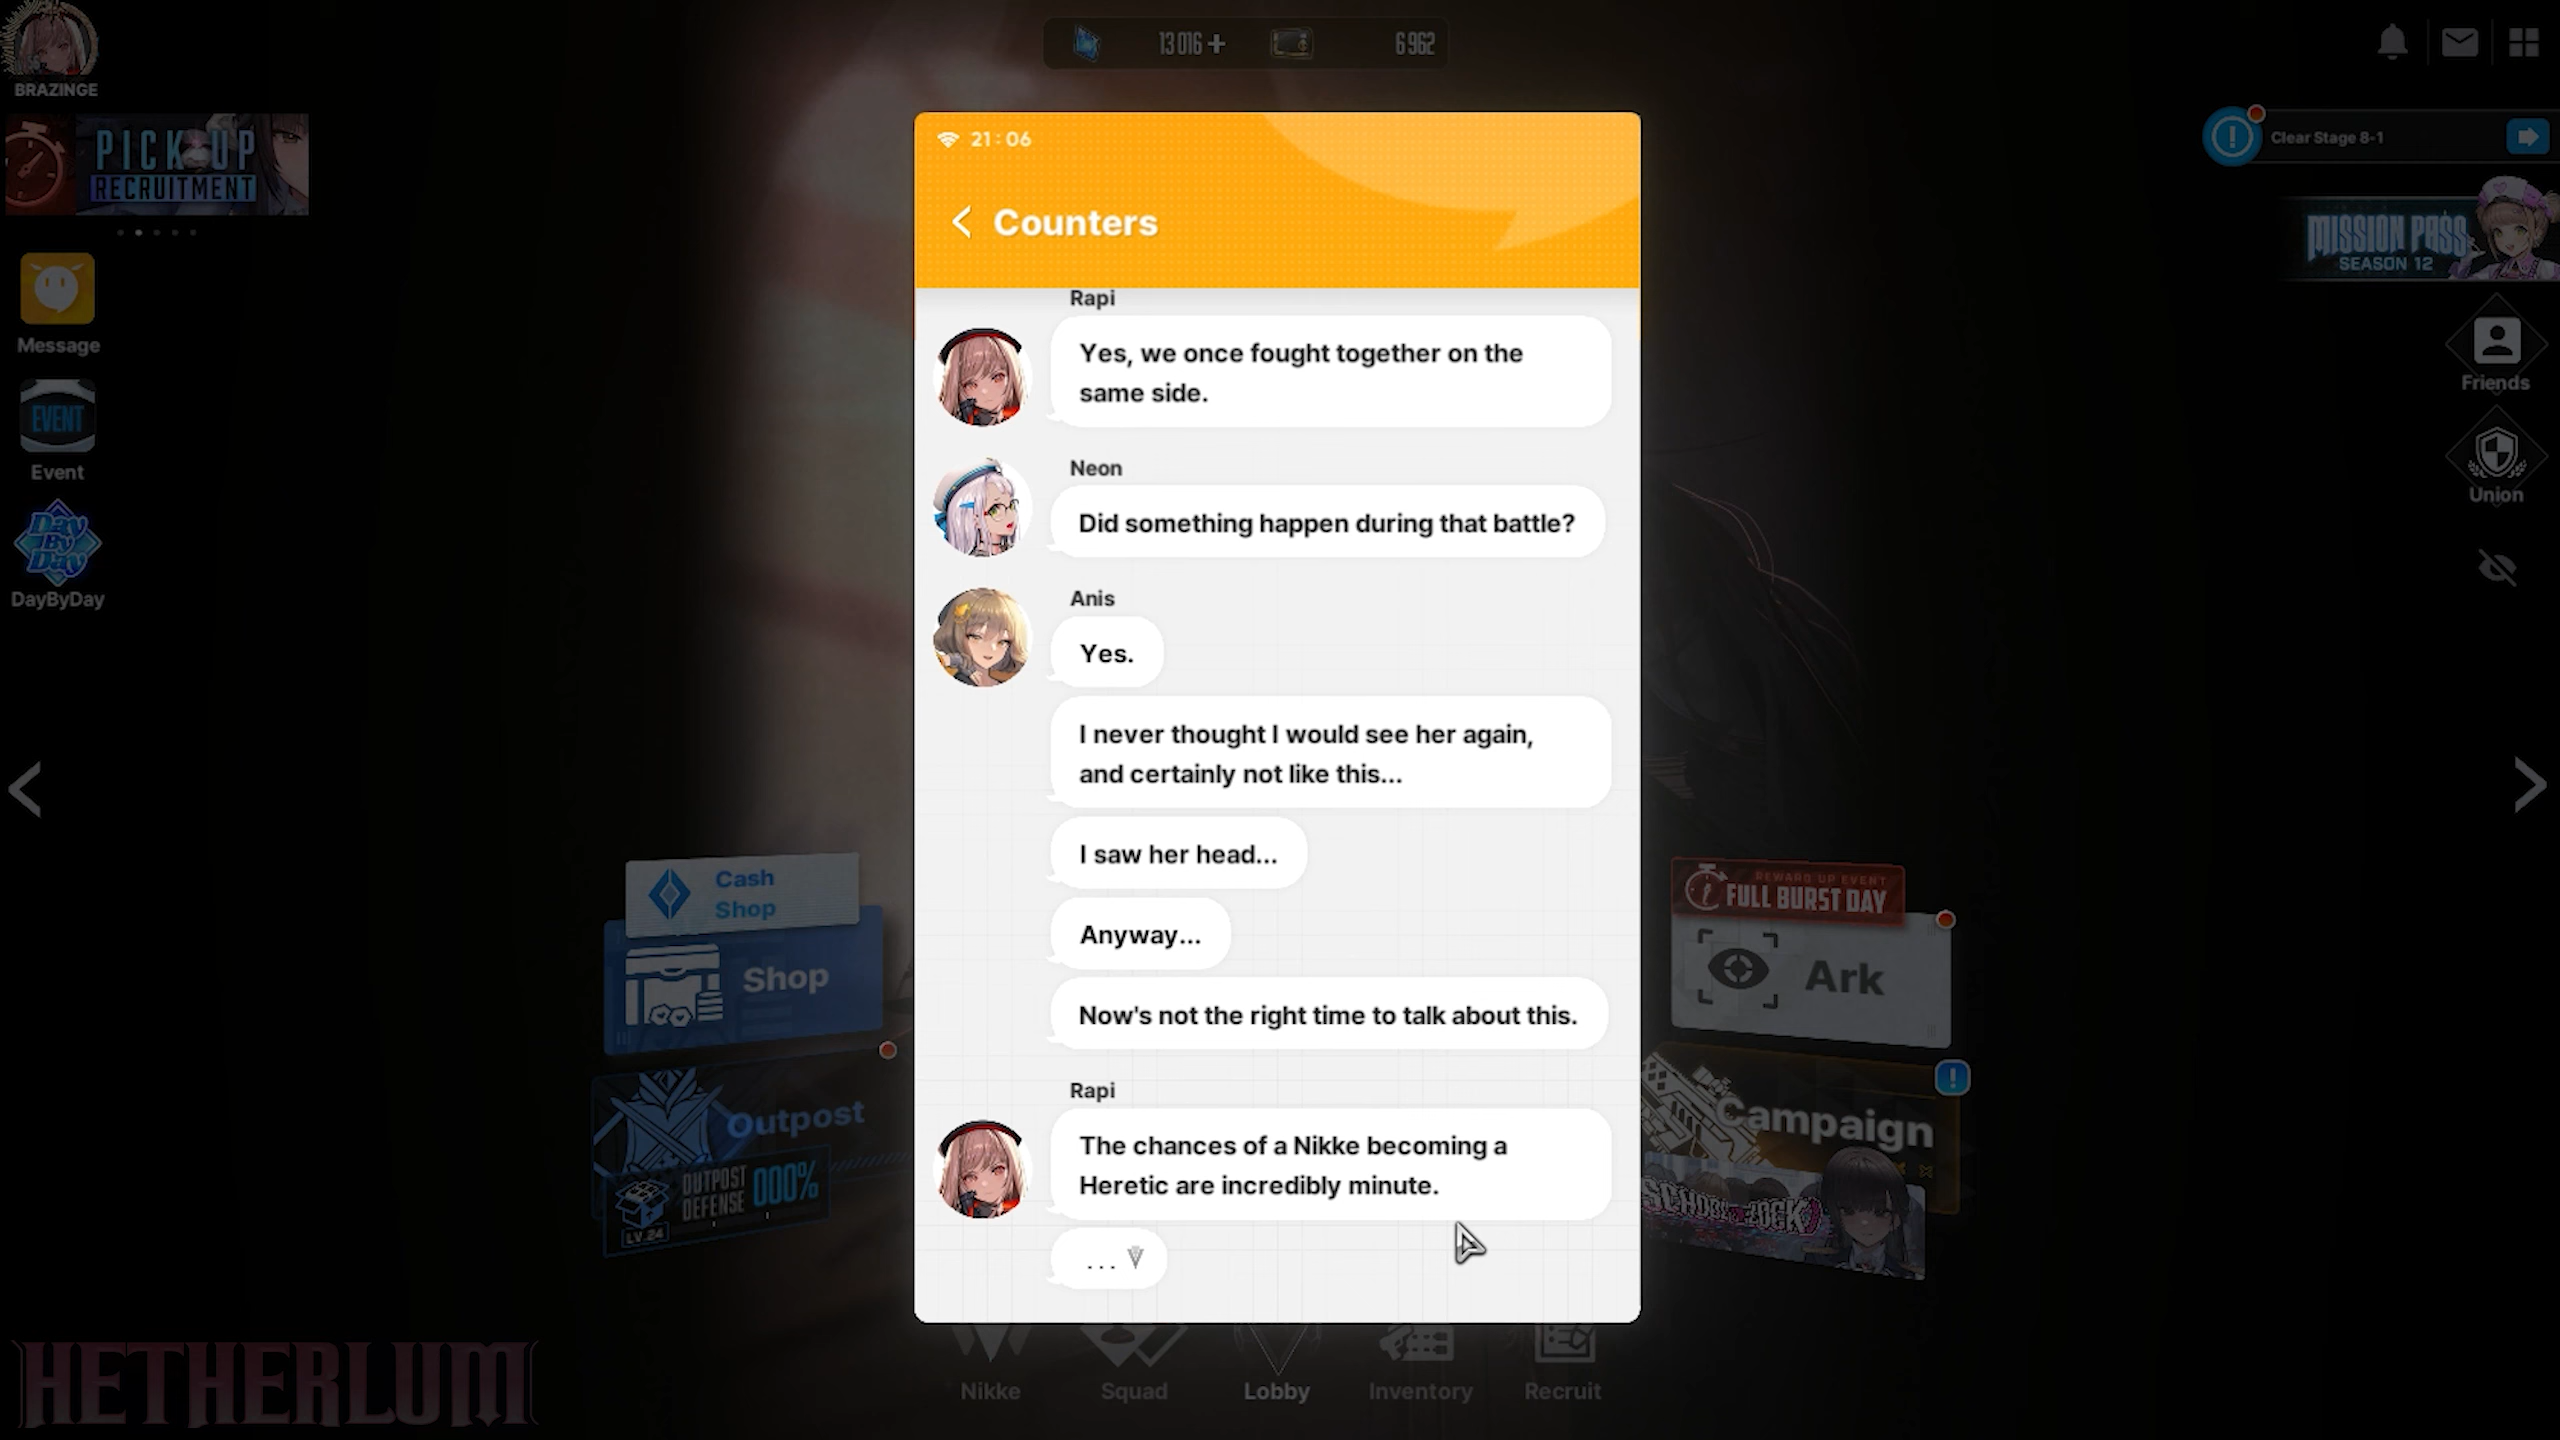 13016+
6962
BRAZINGE
PICK UP
RECRUITMENT
Message
EVENT
Event
Day
By
Day
DayByDay
Clear Stage 8-1
MISSION PASS
SEASON 12
Friends
Union
21:06
Counters
Rapi
Yes, we once fought together on the
same side.
Neon
Did something happen during that battle?
Anis
Yes.
I never thought I would see her again,
and certainly not like this...
I saw her head...
Anyway...
Now's not the right time to talk about this.
Rapi
The chances of a Nikke becoming a
Heretic are incredibly minute.
...
Cash
Shop
Shop
Outpost
OUTPOST
DEFENSE 000%
LV.24
REWARD UP EVENT
FULL BURST DAY
Ark
Campaign
Nikke
Squad
Lobby
Inventory
Recruit
HETHERLUM